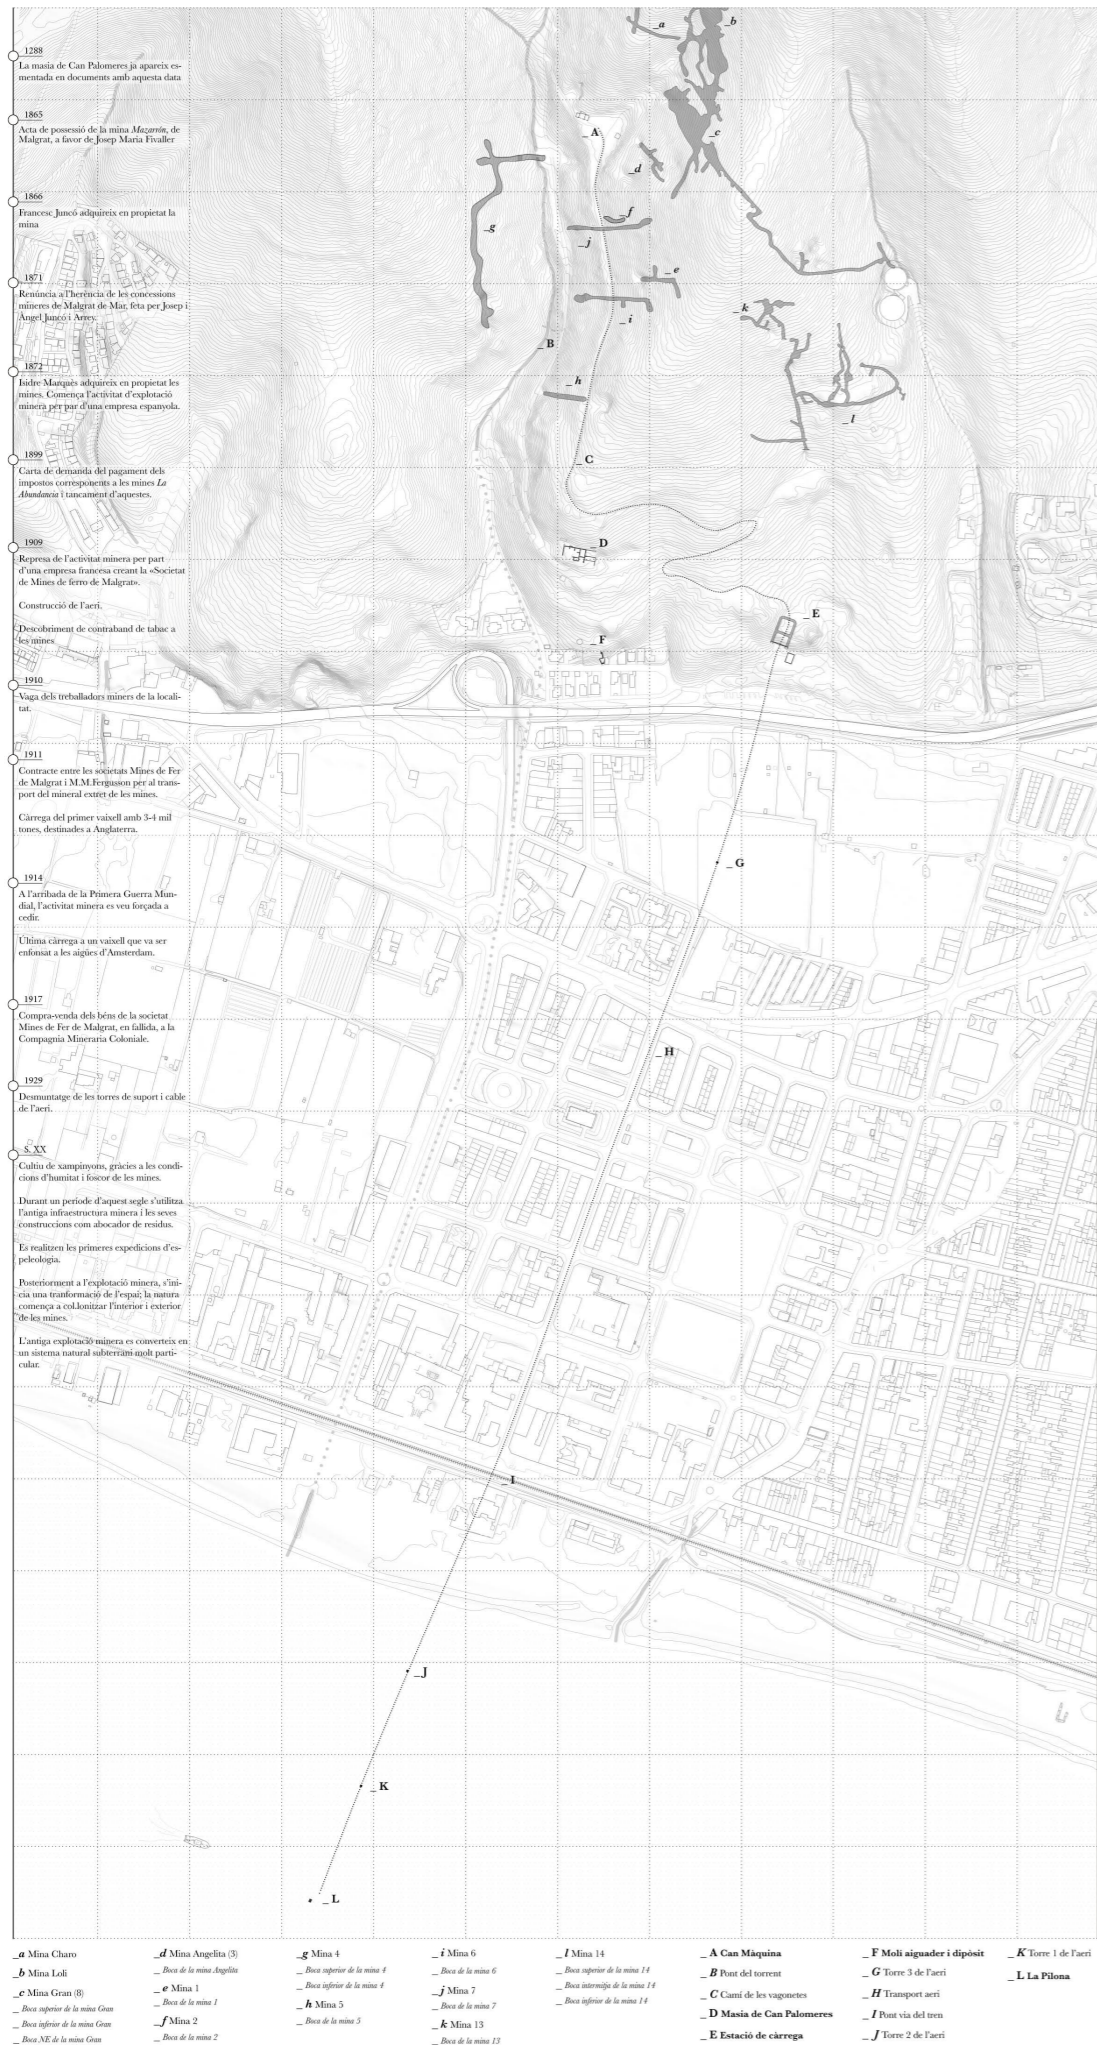 1288
La masia de Can Palomeres ja apareix es-
mentada en documents amb aquesta data
1865
Acta de possessió de la mina Mazarrón, de
Malgrat, a favor de Josep Maria Fivaller
1866
Francesc Juncó adquireix en propietat la
mina
1871
Renúncia a l'herència de les concessions
mineres de Malgrat de Mar, feta per Josep i
Àngel Juncó i Arrey.
1872
Isidre Marquès adquireix en propietat les
mines. Comença l'activitat d'explotació
minera per par d'una empresa espanyola.
1899
Carta de demanda del pagament dels
impostos corresponents a les mines La
Abundancia i tancament d'aquestes.
1909
Represa de l'activitat minera per part
d'una empresa francesa creant la «Societat
de Mines de ferro de Malgrat».
Construcció de l'aeri.
Descobriment de contraband de tabac a
les mines
1910
Vaga dels treballadors miners de la locali-
tat.
1911
Contracte entre les societats Mines de Fer
de Malgrat i M.M.Fergusson per al trans-
port del mineral extret de les mines.
Càrrega del primer vaixell amb 3-4 mil
tones, destinades a Anglaterra.
1914
A l'arribada de la Primera Guerra Mun-
dial, l'activitat minera es veu forçada a
cedir.
Última càrrega a un vaixell que va ser
enfonsat a les aigües d'Amsterdam.
1917
Compra-venda dels béns de la societat
Mines de Fer de Malgrat, en fallida, a la
Compagnia Mineraria Coloniale.
1929
Desmuntatge de les torres de suport i cable
de l'aeri.
S. XX
Cultiu de xampinyons, gràcies a les condi-
cions d'humitat i foscor de les mines.
Durant un periode d'aquest segle s'utilitza
l'antiga infraestructura minera i les seves
construccions com abocador de residus.
Es realitzen les primeres expedicions d'es-
peleologia.
Posteriorment a l'explotació minera, s'ini-
cia una tranformació de l'espai; la natura
comença a col.lonitzar l'interior i exterior
de les mines.
L'antiga explotació minera es converteix en
un sistema natural subterrani molt parti-
cular.
_a
_b
_A
_c
_d
_f
_g
_j
_e
_i
_k
_B
_h
_l
_C
_D
_E
_F
_G
_H
_I
_J
_K
_L
_a Mina Charo
_b Mina Loli
_c Mina Gran (8)
_ Boca superior de la mina Gran
_ Boca inferior de la mina Gran
_ Boca NE de la mina Gran
_d Mina Angelita (3)
_ Boca de la mina Angelita
_e Mina 1
_ Boca de la mina 1
_f Mina 2
_ Boca de la mina 2
_g Mina 4
_ Boca superior de la mina 4
_ Boca inferior de la mina 4
_h Mina 5
_ Boca de la mina 5
_i Mina 6
_ Boca de la mina 6
_j Mina 7
_ Boca de la mina 7
_k Mina 13
_ Boca de la mina 13
_l Mina 14
_ Boca superior de la mina 14
_ Boca intermitja de la mina 14
_ Boca inferior de la mina 14
_A Can Màquina
_B Pont del torrent
_C Camí de les vagonetes
_D Masia de Can Palomeres
_E Estació de càrrega
_F Molí aiguader i dipòsit
_G Torre 3 de l'aeri
_H Transport aeri
_I Pont via del tren
_J Torre 2 de l'aeri
_K Torre 1 de l'aeri
_L La Pilona